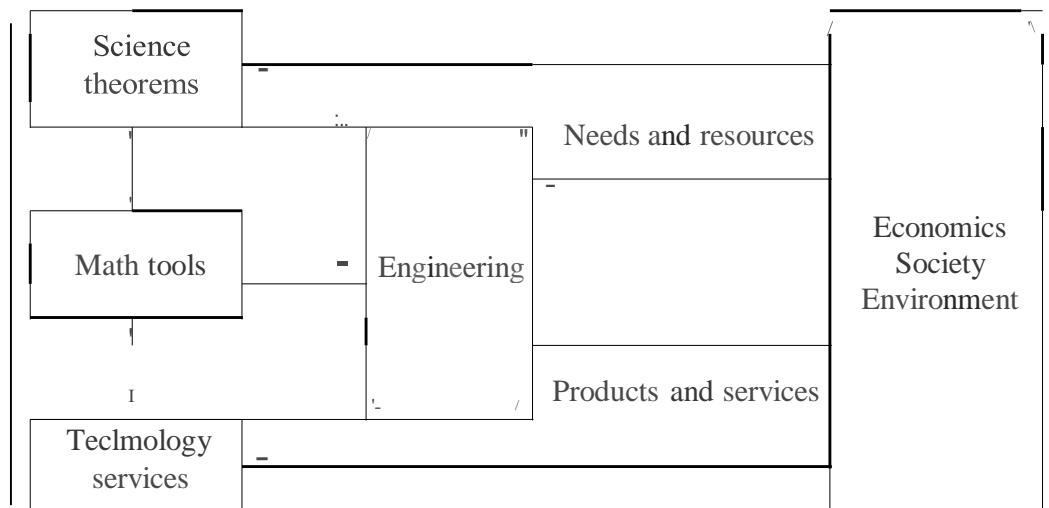 Science
theorems
Needs and resources
Math tools
Engineering
Economics
Society
Environment
Products and services
I
Teclmology
services